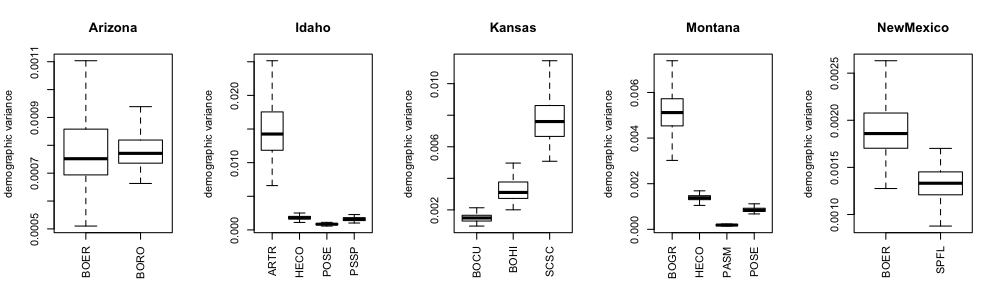 Arizona
demographic variance
0.0005
0.0007
0.0009
0.0011
BOER
BORO
Idaho
demographic variance
0.000
0.010
0.020
ARTR
HECO
POSE
PSSP
Kansas
demographic variance
0.002
0.006
0.010
BOCU
BOHI
SCSC
Montana
demographic variance
0.000
0.002
0.004
0.006
BOGR
HECO
PASM
POSE
NewMexico
demographic variance
0.0010
0.0015
0.0020
0.0025
BOER
SPFL